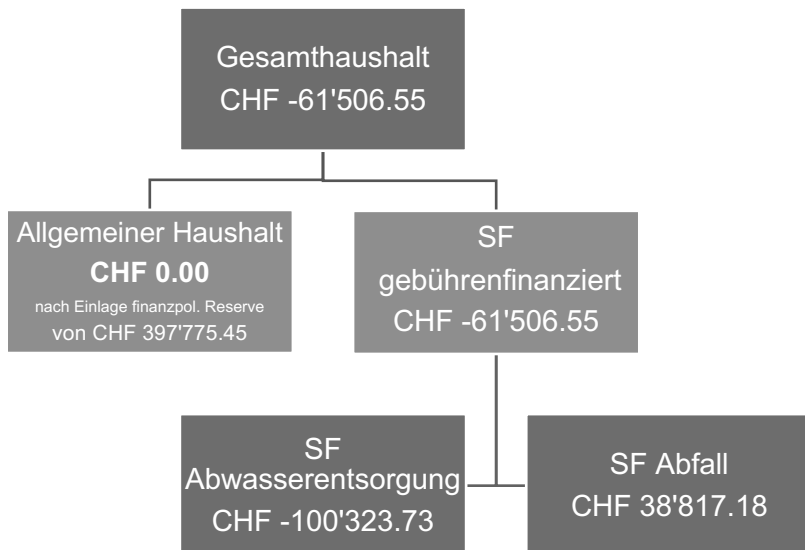 Gesamthaushalt
CHF -61'506.55
Allgemeiner Haushalt
CHF 0.00
nach Einlage finanzpol. Reserve
von CHF 397'775.45
SF
gebührenfinanziert
CHF -61'506.55
SF
Abwasserentsorgung
CHF -100'323.73
SF Abfall
CHF 38'817.18